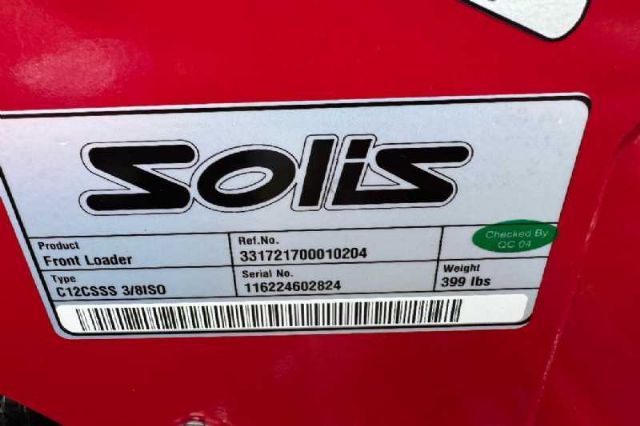 Solis
Product
Front Loader
Ref.No.
331721700010204
Checked By
QC 04
Type
C12CSSS 3/8ISO
Serial No.
116224602824
Weight
399 lbs